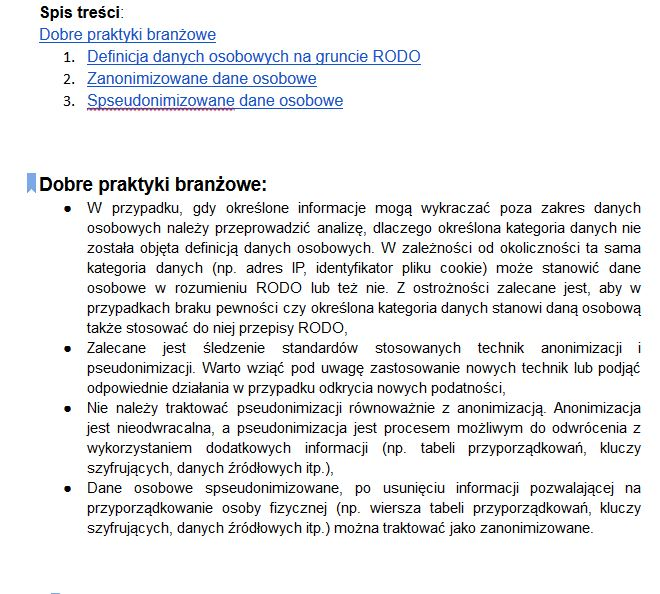 Spis treści:
Dobre praktyki branżowe
1. Definicja danych osobowych na gruncie RODO
2. Zanonimizowane dane osobowe
3. Spseudonimizowane dane osobowe
Dobre praktyki branżowe:
● W przypadku, gdy określone informacje mogą wykraczać poza zakres danych
osobowych należy przeprowadzić analizę, dlaczego określona kategoria danych nie
została objęta definicją danych osobowych. W zależności od okoliczności ta sama
kategoria danych (np. adres IP, identyfikator pliku cookie) może stanowić dane
osobowe w rozumieniu RODO lub też nie. Z ostrożności zalecane jest, aby w
przypadkach braku pewności czy określona kategoria danych stanowi daną osobową
także stosować do niej przepisy RODO,
● Zalecane jest śledzenie standardów stosowanych technik anonimizacji i
pseudonimizacji. Warto wziąć pod uwagę zastosowanie nowych technik lub podjąć
odpowiednie działania w przypadku odkrycia nowych podatności,
● Nie należy traktować pseudonimizacji równoważnie z anonimizacją. Anonimizacja
jest nieodwracalna, a pseudonimizacja jest procesem możliwym do odwrócenia z
wykorzystaniem dodatkowych informacji (np. tabeli przyporządkowań, kluczy
szyfrujących, danych źródłowych itp.),
● Dane osobowe spseudonimizowane, po usunięciu informacji pozwalającej na
przyporządkowanie osoby fizycznej (np. wiersza tabeli przyporządkowań, kluczy
szyfrujących, danych źródłowych itp.) można traktować jako zanonimizowane.